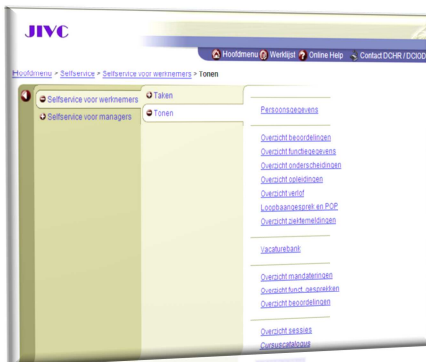 JIVC
Hoofdmenu Werklijst Online Help Contact DCHR / DCIOD
Hoofdmenu > Selfservice > Selfservice voor werknemers > Tonen
Selfservice voor werknemers
Selfservice voor managers
Taken
Tonen
Persoonsgegevens
Overzicht beoordelingen
Overzicht functiegegevens
Overzicht onderscheidingen
Overzicht opleidingen
Overzicht verlof
Loopbaangesprek en POP
Overzicht ziektemeldingen
Vacaturebank
Overzicht mandateringen
Overzicht funct. gesprekken
Overzicht beoordelingen
Overzicht sessies
Cursuscatalogus